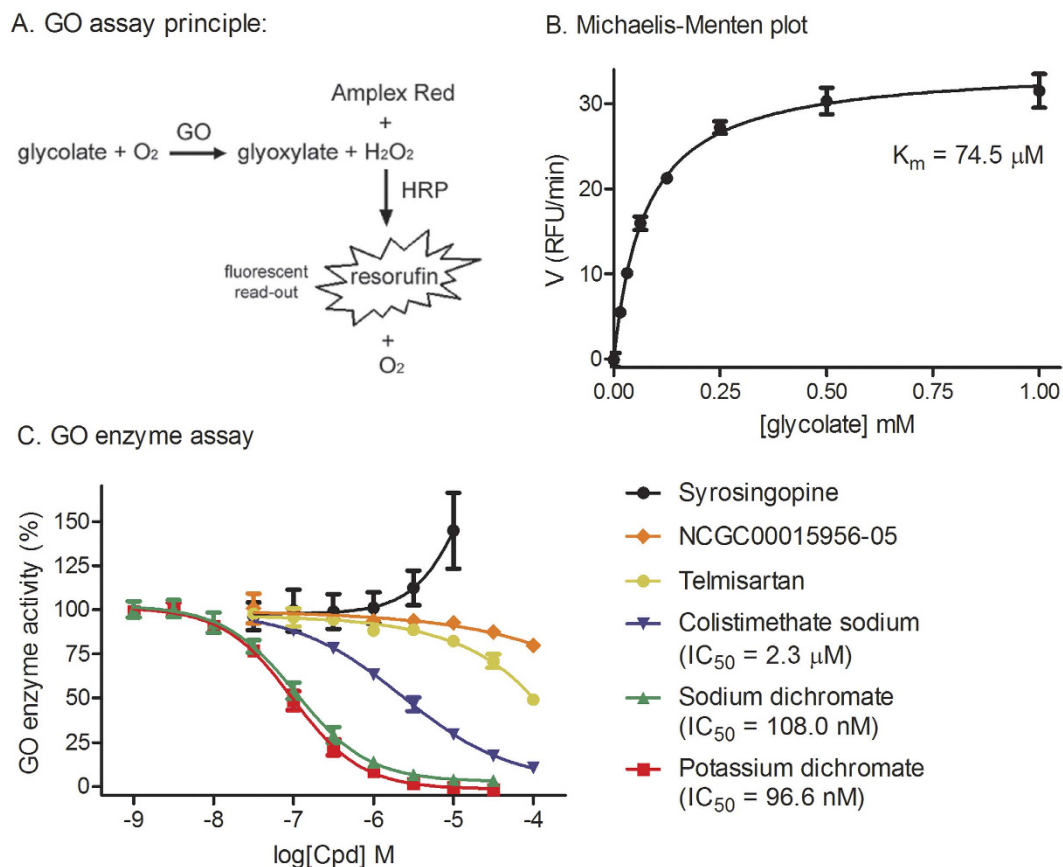 A. GO assay principle:
Amplex Red
+
glycolate + O₂
GO
glyoxylate + H₂O₂
HRP
fluorescent
read-out
resorufin
+
O₂
B. Michaelis-Menten plot
V (RFU/min)
30
20
10
0
Kₘ = 74.5 μM
0.00 0.25 0.50 0.75 1.00
[glycolate] mM
C. GO enzyme assay
GO enzyme activity (%)
150
125
100
75
50
25
0
-9 -8 -7 -6 -5 -4
log[Cpd] M
Syrosingopine
NCGC00015956-05
Telmisartan
Colistimethate sodium
(IC₅₀ = 2.3 μM)
Sodium dichromate
(IC₅₀ = 108.0 nM)
Potassium dichromate
(IC₅₀ = 96.6 nM)